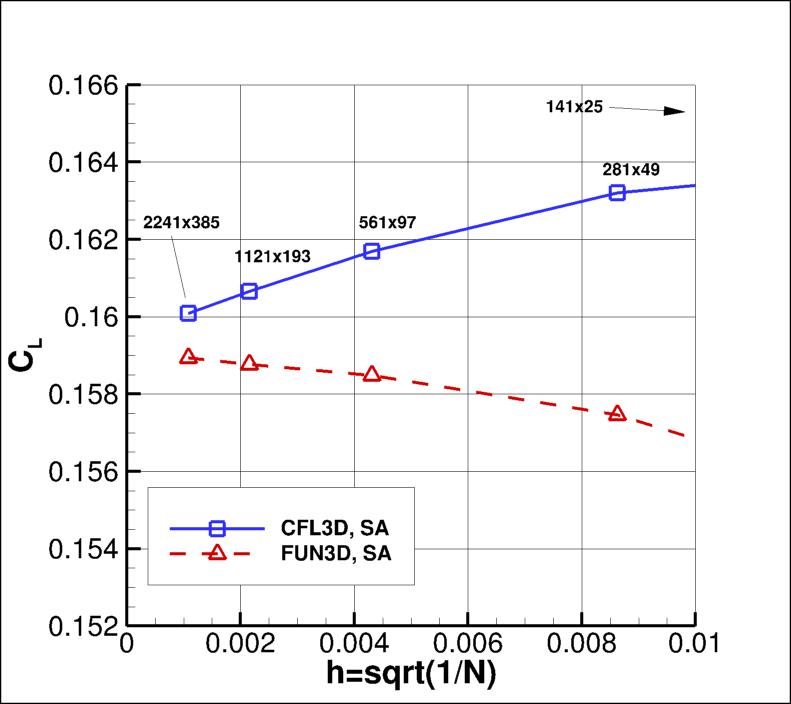 0.166
141x25
0.164
281x49
2241x385
561x97
0.162
1121x193
0.16
CL
0.158
0.156
CFL3D, SA
FUN3D, SA
0.154
0.152
0
0.002
0.004
0.006
0.008
0.01
h=sqrt(1/N)